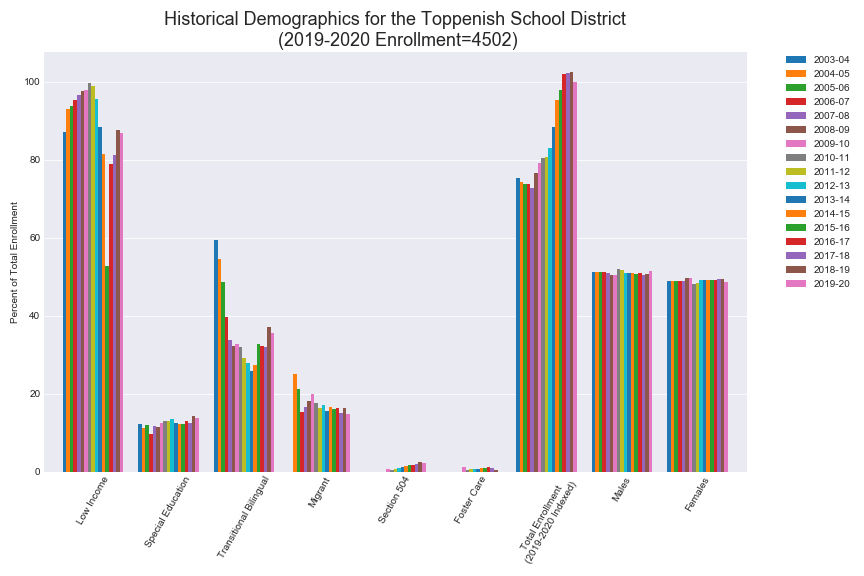 Historical Demographics for the Toppenish School District
(2019-2020 Enrollment=4502)
Percent of Total Enrollment
100
80
60
40
20
0
Low Income
Special Education
Transitional Bilingual
Migrant
Section 504
Foster Care
Total Enrollment
(2019-2020 Indexed)
Males
Females
2003-04
2004-05
2005-06
2006-07
2007-08
2008-09
2009-10
2010-11
2011-12
2012-13
2013-14
2014-15
2015-16
2016-17
2017-18
2018-19
2019-20